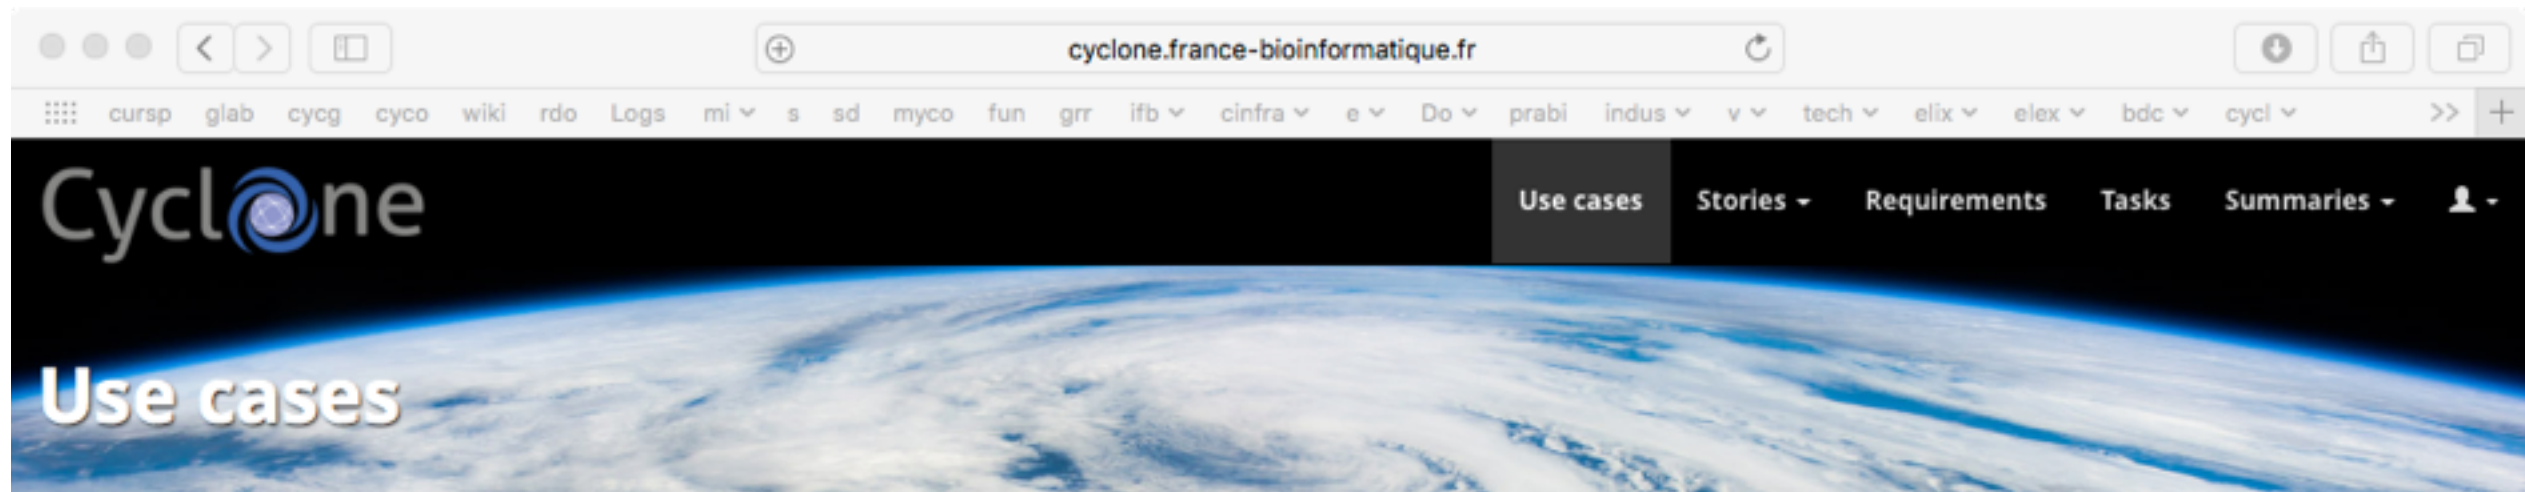 cyclone.france-bioinformatique.fr
cursp glab cycg cyco wiki rdo Logs mi s sd myco fun grr ifb cinfra e Do prabi indus v tech elix elex bdc cycl >> +
Cyclone Use cases Stories Requirements Tasks Summaries
Use cases